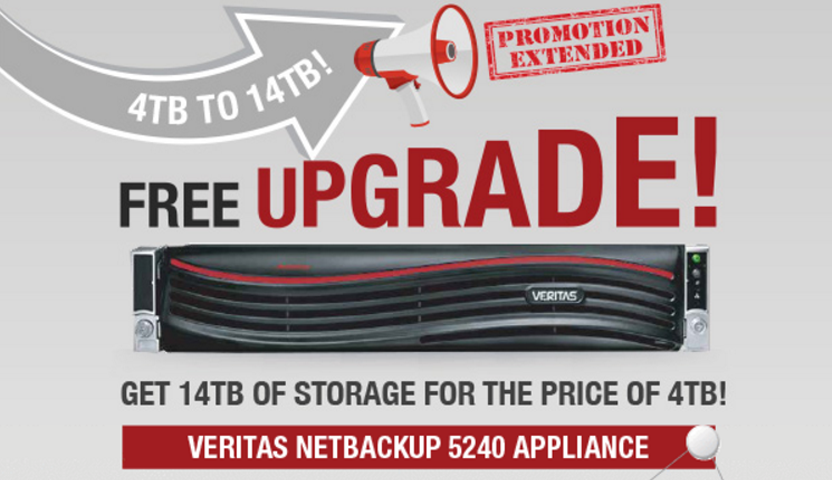 4TB TO 14TB!
PROMOTION
EXTENDED
FREE UPGRADE!
VERITAS
GET 14TB OF STORAGE FOR THE PRICE OF 4TB!
VERITAS NETBACKUP 5240 APPLIANCE